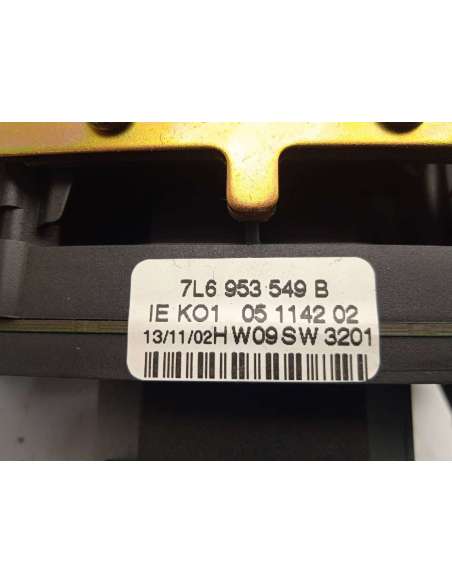 7L6 953 549 B
IE KO1 05 1142 02
13/11/02H W09 SW 3201